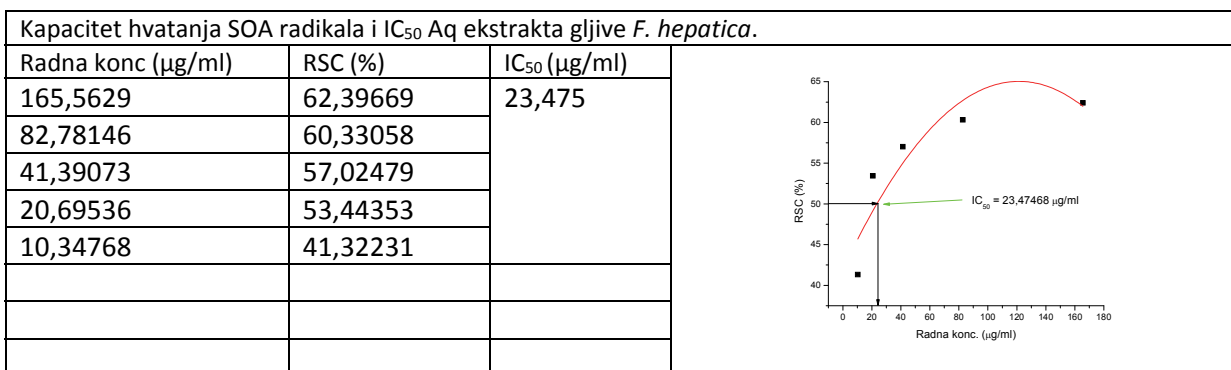 Kapacitet hvatanja SOA radikala i IC50 Aq ekstrakta gljive F. hepatica.
Radna konc (µg/ml) RSC (%) IC50 (µg/ml)
165,5629 62,39669 23,475
82,78146 60,33058
41,39073 57,02479
20,69536 53,44353
10,34768 41,32231
65
60
55
50
45
40
RSC (%)
IC50 = 23,47468 µg/ml
0 20 40 60 80 100 120 140 160 180
Radna konc. (µg/ml)